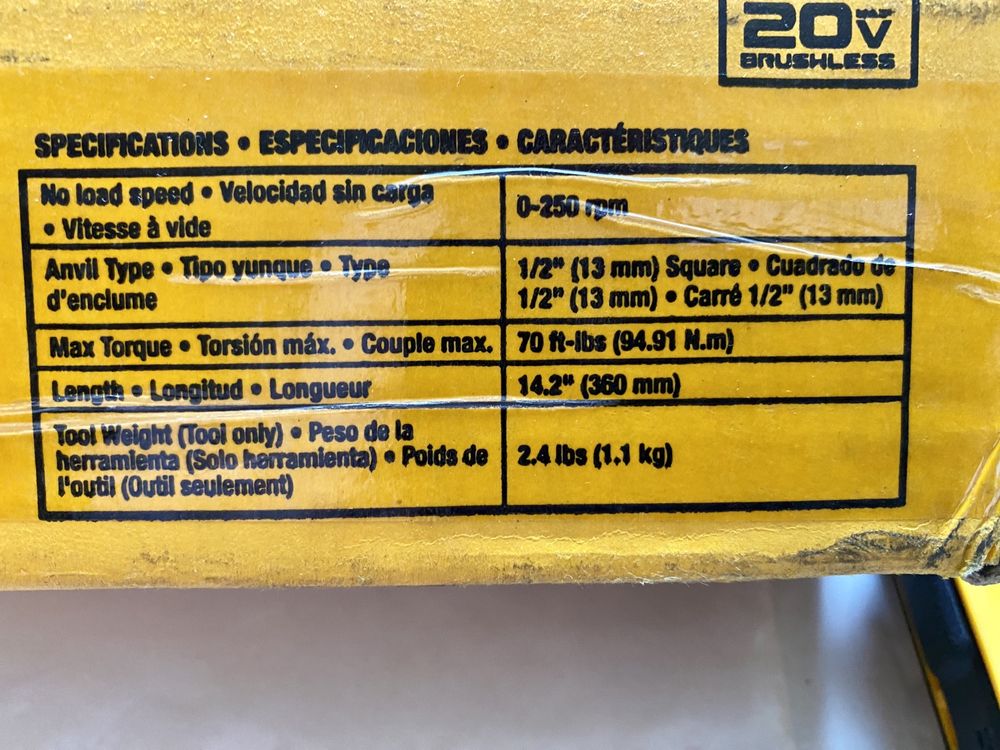 20V MAX
BRUSHLESS
SPECIFICATIONS • ESPECIFICACIONES • CARACTÉRISTIQUES
No load speed • Velocidad sin carga
• Vitesse à vide
0-250 rpm
Anvil Type • Tipo yunque • Type
d'enclume
1/2" (13 mm) Square • Cuadrado de
1/2" (13 mm) • Carré 1/2" (13 mm)
Max Torque • Torsión máx. • Couple max.
70 ft-lbs (94.91 N.m)
Length • Longitud • Longueur
14.2" (360 mm)
Tool Weight (Tool only) • Peso de la
herramienta (Solo herramienta) • Poids de
l'outil (Outil seulement)
2.4 lbs (1.1 kg)